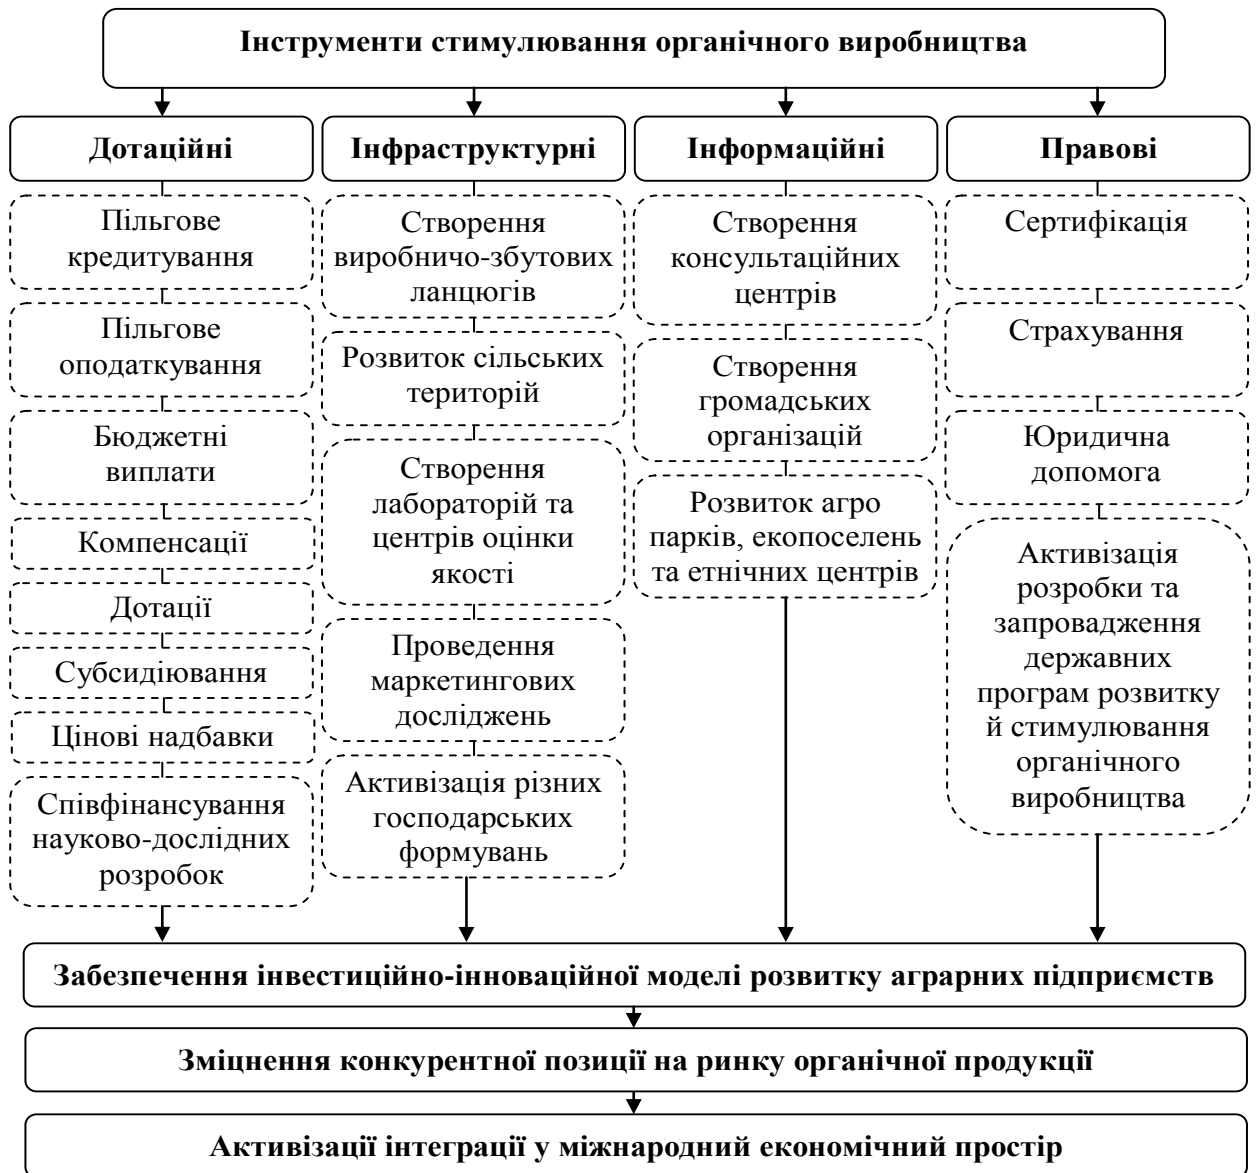 Інструменти стимулювання органічного виробництва
Дотаційні
Пільгове
кредитування
Пільгове
оподаткування
Бюджетні
виплати
Компенсації
Дотації
Субсидіювання
Цінові надбавки
Співфінансування
науково-дослідних
розробок
Інфраструктурні
Створення
виробничо-збутових
ланцюгів
Розвиток сільських
територій
Створення
лабораторій та
центрів оцінки
якості
Проведення
маркетингових
досліджень
Активізація різних
господарських
формувань
Інформаційні
Створення
консультаційних
центрів
Створення
громадських
організацій
Розвиток агро
парків, екопоселень
та етнічних центрів
Правові
Сертифікація
Страхування
Юридична
допомога
Активізація
розробки та
запровадження
державних
програм розвитку
й стимулювання
органічного
виробництва
Забезпечення інвестиційно-інноваційної моделі розвитку аграрних підприємств
Зміцнення конкурентної позиції на ринку органічної продукції
Активізації інтеграції у міжнародний економічний простір